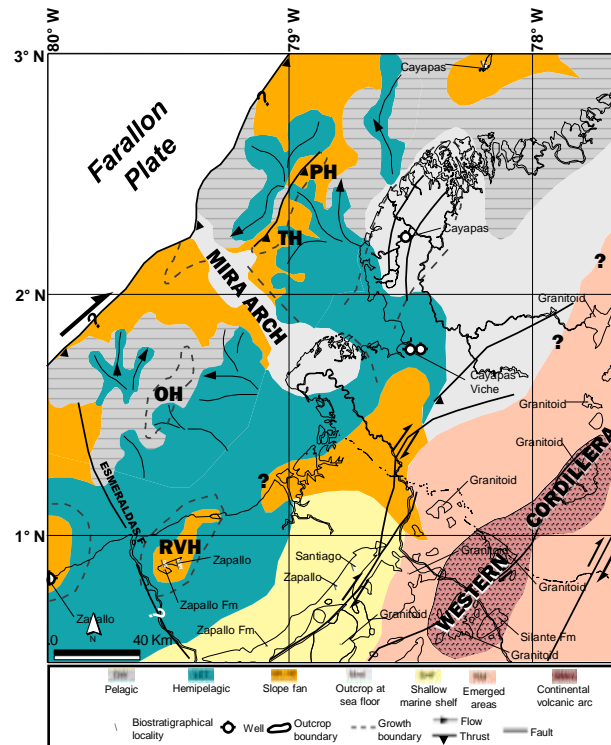 80° W
79°
78°
3° N
Cayapas
Farallon
Plate
?
PH
TH
Cayapas
MIRA ARCH
?
2° N
Granitoid
?
?
Cayapas
Viche
OH
Granitoid
Granitoid
ESMERALDAS F.
?
Granitoid
CORDILLERA
1° N
RVH
Zapallo
Santiago
Granitoid
WESTERN
Zapallo
Granitoid
Zapallo Fm
Granitoid
Zapallo
?
Zapallo Fm
Silante Fm
Zapallo Fm
Granitoid
N
40 Km
Pelagic
Hemipelagic
Slope fan
Outcrop at
sea floor
Shallow
marine shelf
Emerged
areas
Continental
volcanic arc
Biostratigraphical
locality
Well
Outcrop
boundary
Growth
boundary
Flow
Thrust
Fault